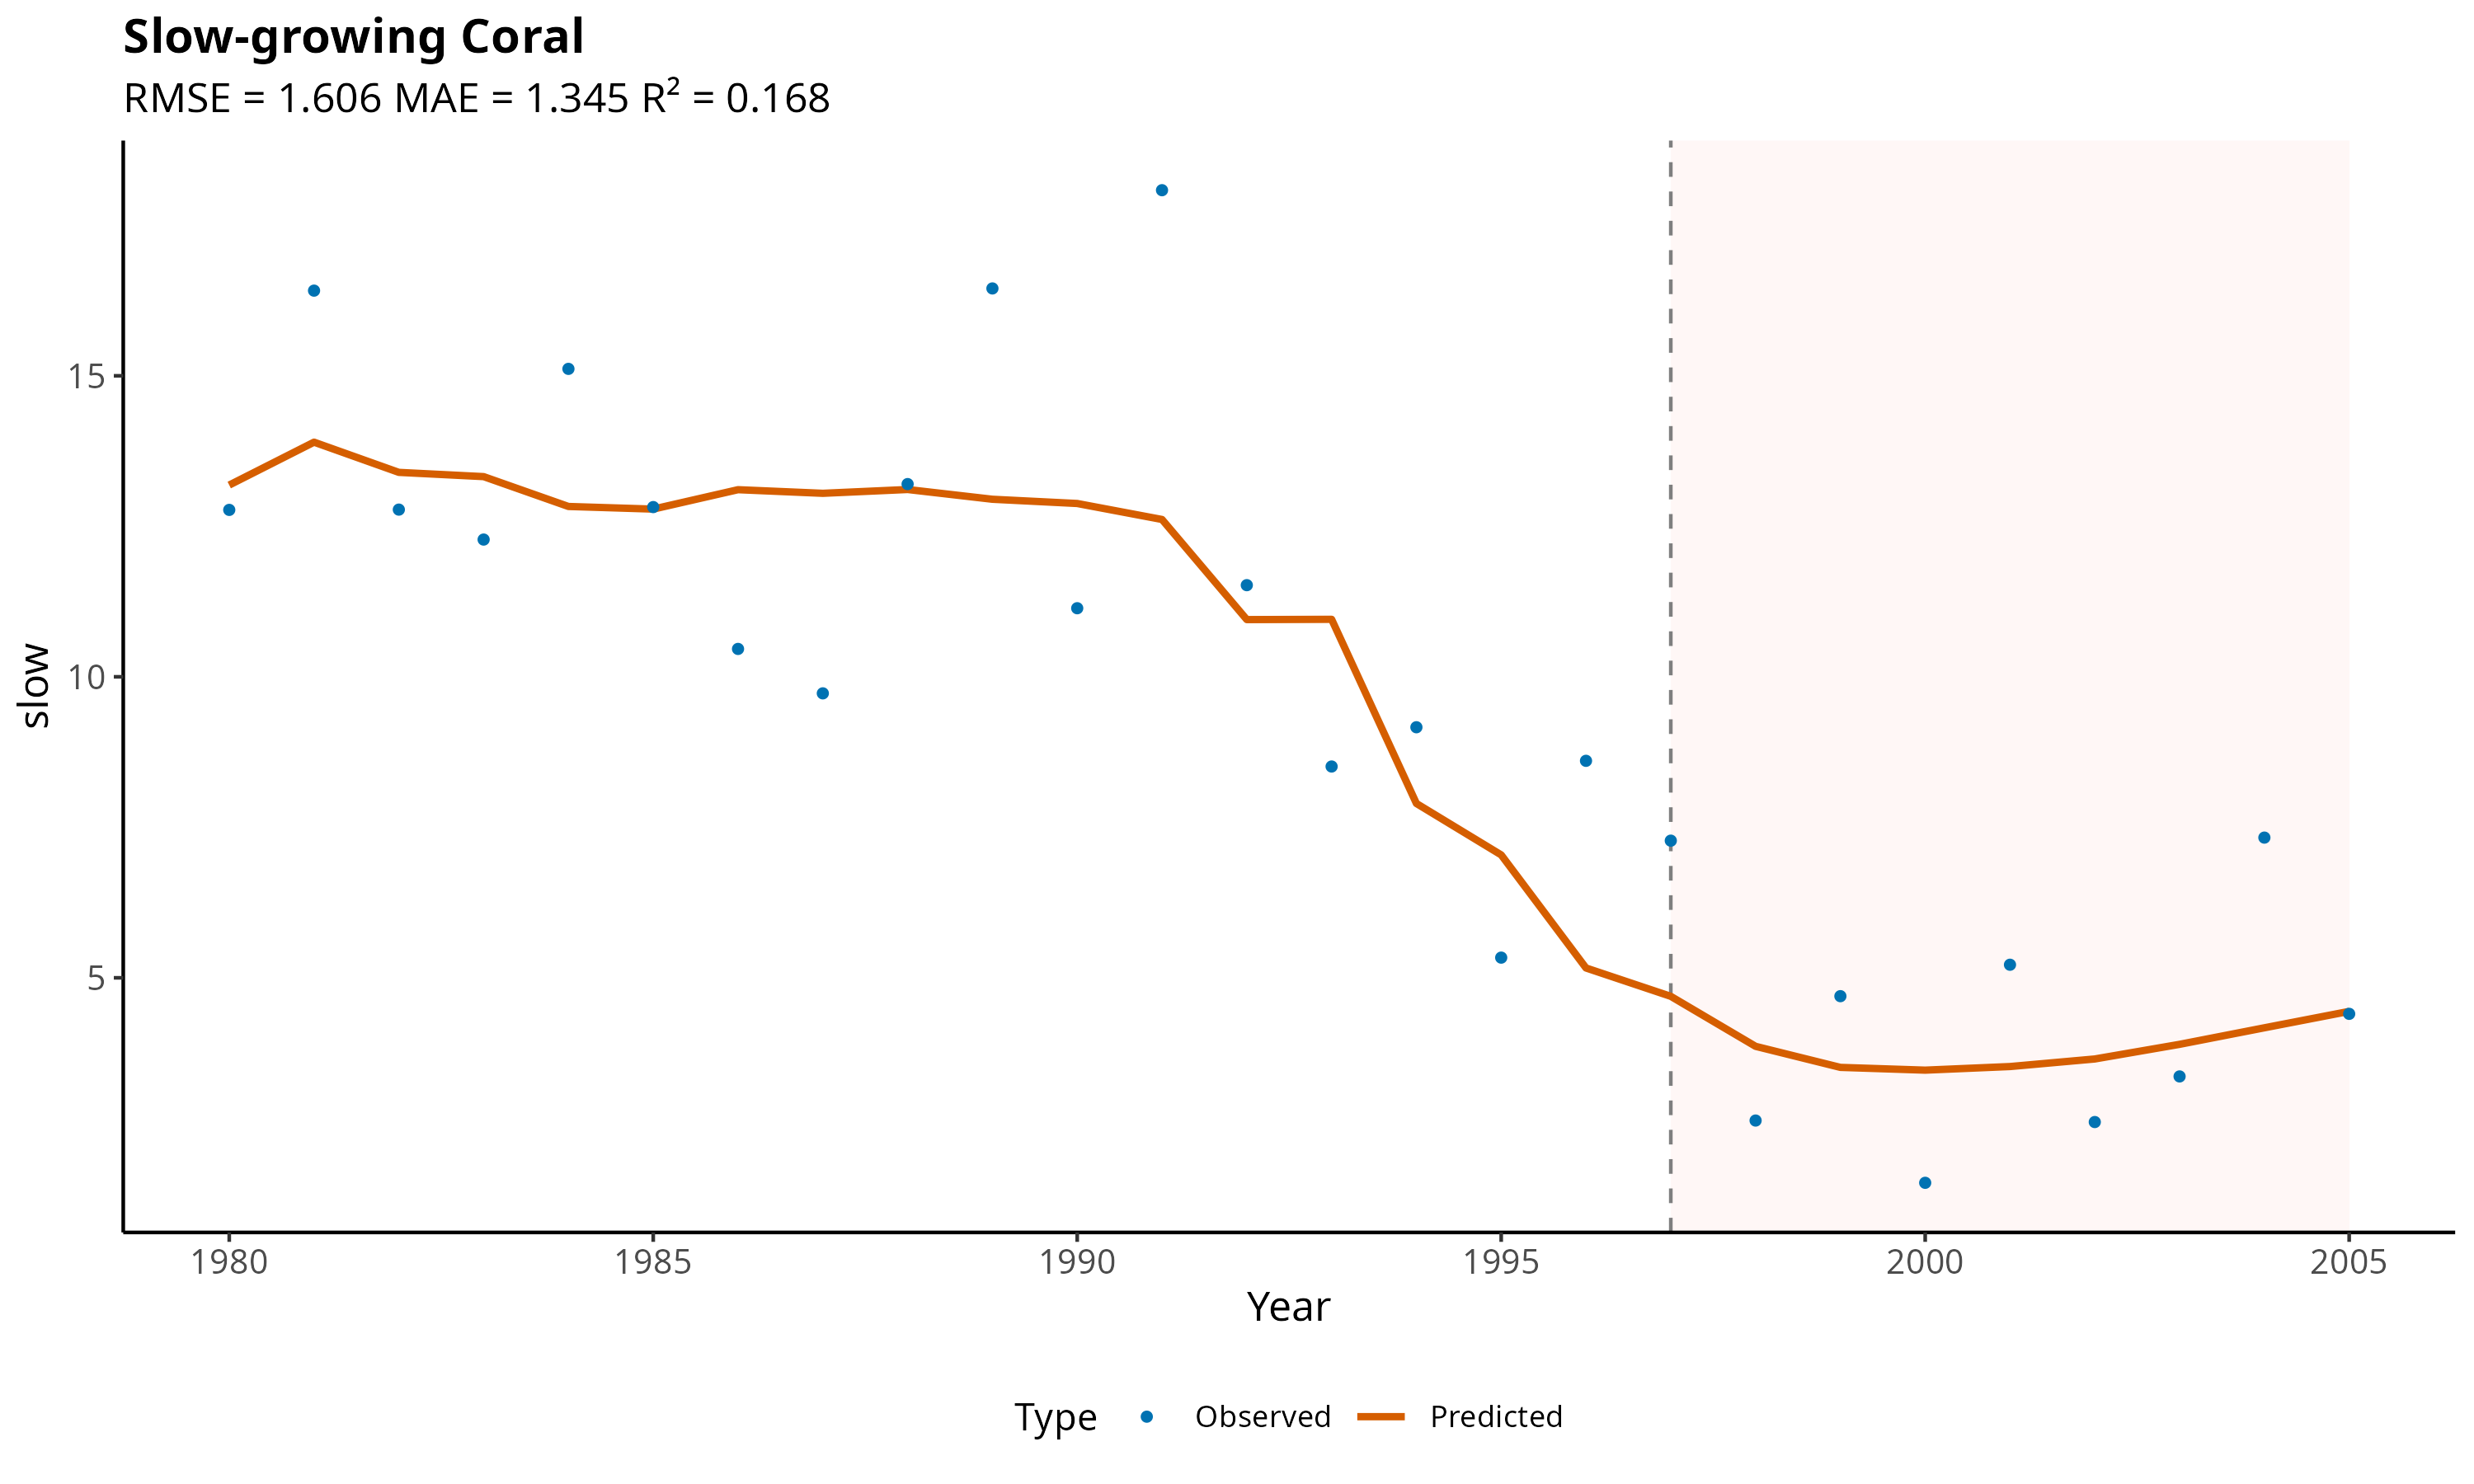 Slow-growing Coral
RMSE = 1.606 MAE = 1.345 R² = 0.168
slow
15
10
5
1980 1985 1990 1995 2000 2005
Year
Type Observed Predicted